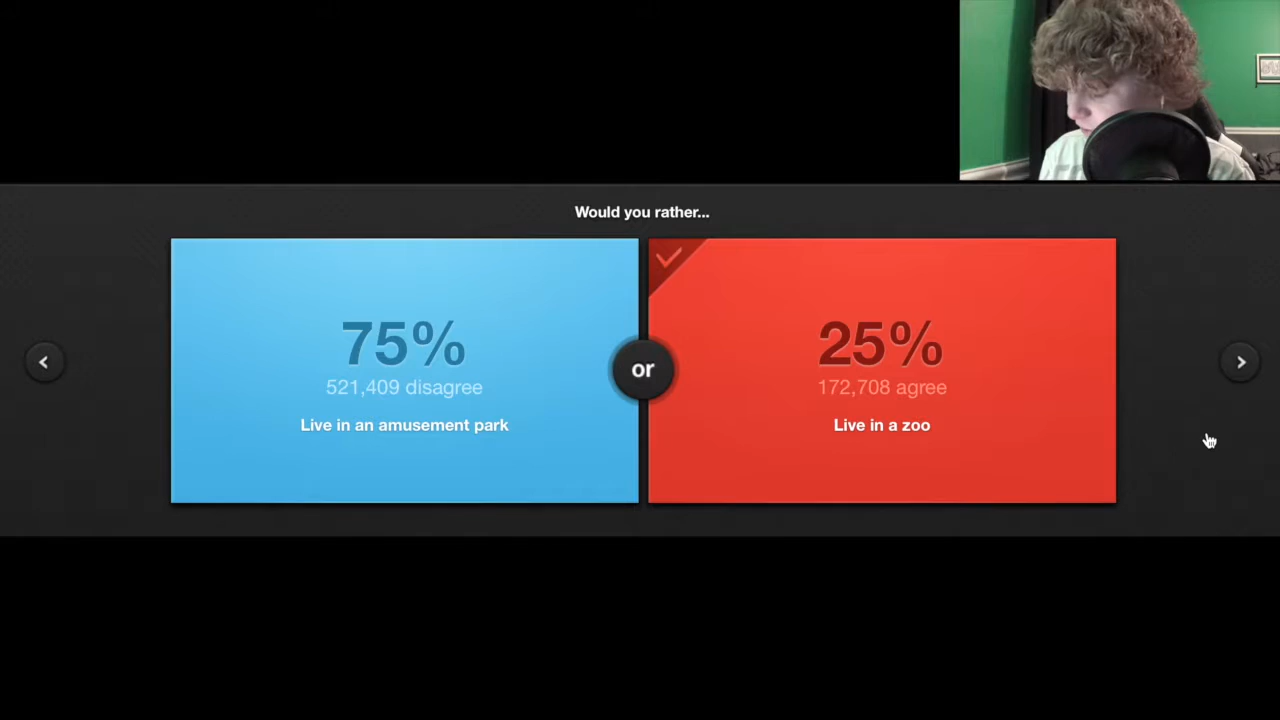 Would you rather...
75%
521,409 disagree
Live in an amusement park
or
25%
172,708 agree
Live in a zoo